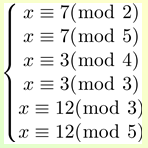 x ≡ 7(mod 2)
x ≡ 7(mod 5)
x ≡ 3(mod 4)
x ≡ 3(mod 3)
x ≡ 12(mod 3)
x ≡ 12(mod 5)